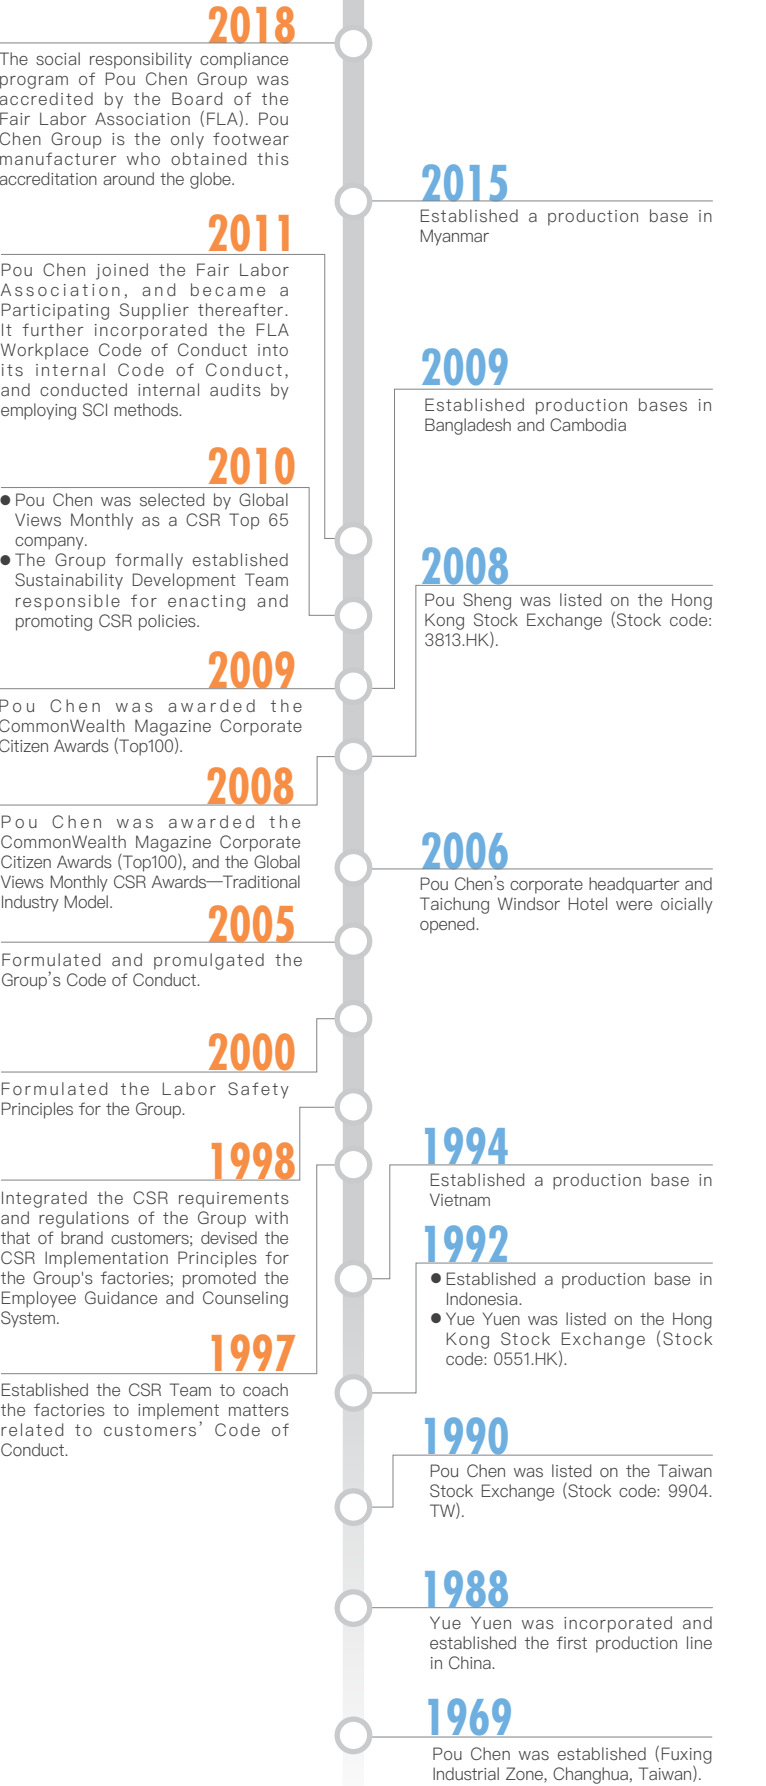 2018
The social responsibility compliance
program of Pou Chen Group was
accredited by the Board of the
Fair Labor Association (FLA). Pou
Chen Group is the only footwear
manufacturer who obtained this
accreditation around the globe.
2015
Established a production base in
Myanmar
2011
Pou Chen joined the Fair Labor
Association, and became a
Participating Supplier thereafter.
It further incorporated the FLA
Workplace Code of Conduct into
its internal Code of Conduct,
and conducted internal audits by
employing SCI methods.
2009
Established production bases in
Bangladesh and Cambodia
2010
● Pou Chen was selected by Global
Views Monthly as a CSR Top 65
company.
● The Group formally established
Sustainability Development Team
responsible for enacting and
promoting CSR policies.
2008
Pou Sheng was listed on the Hong
Kong Stock Exchange (Stock code:
3813.HK).
2009
Pou Chen was awarded the
CommonWealth Magazine Corporate
Citizen Awards (Top100).
2008
Pou Chen was awarded the
CommonWealth Magazine Corporate
Citizen Awards (Top100), and the Global
Views Monthly CSR Awards—Traditional
Industry Model.
2006
Pou Chen’s corporate headquarter and
Taichung Windsor Hotel were oicially
opened.
2005
Formulated and promulgated the
Group’s Code of Conduct.
2000
Formulated the Labor Safety
Principles for the Group.
1998
Integrated the CSR requirements
and regulations of the Group with
that of brand customers; devised the
CSR Implementation Principles for
the Group's factories; promoted the
Employee Guidance and Counseling
System.
1994
Established a production base in
Vietnam
1992
● Established a production base in
Indonesia.
● Yue Yuen was listed on the Hong
Kong Stock Exchange (Stock
code: 0551.HK).
1997
Established the CSR Team to coach
the factories to implement matters
related to customers’ Code of
Conduct.
1990
Pou Chen was listed on the Taiwan
Stock Exchange (Stock code: 9904.
TW).
1988
Yue Yuen was incorporated and
established the first production line
in China.
1969
Pou Chen was established (Fuxing
Industrial Zone, Changhua, Taiwan).